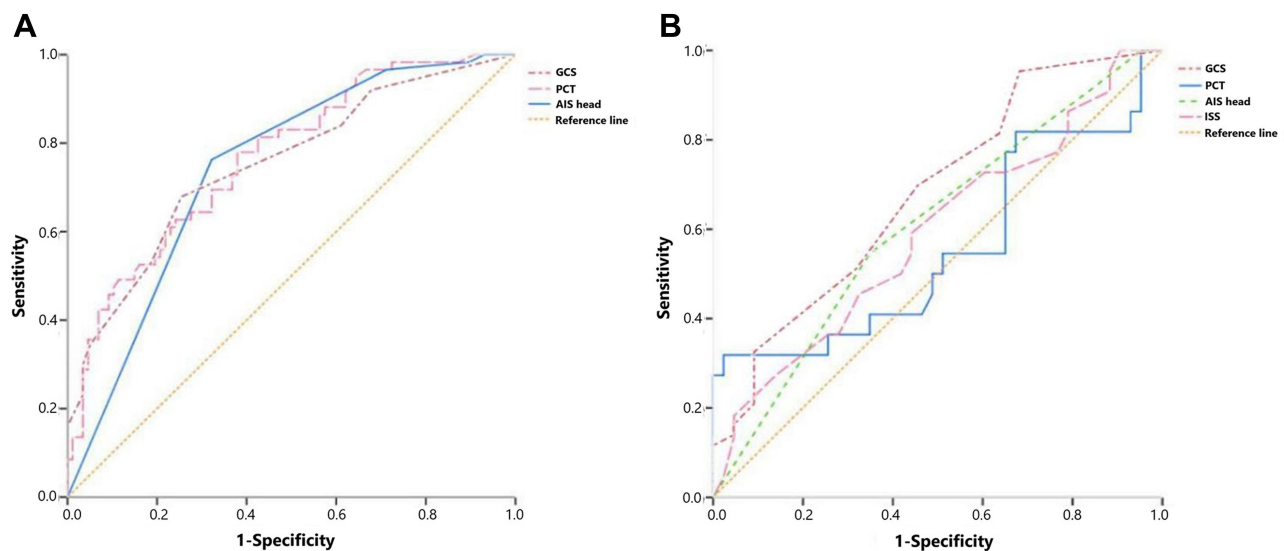 A
1.0
0.8
0.6
0.4
0.2
0.0
Sensitivity
0.0 0.2 0.4 0.6 0.8 1.0
1-Specificity
GCS
PCT
AIS head
Reference line
B
1.0
0.8
0.6
0.4
0.2
0.0
Sensitivity
0.0 0.2 0.4 0.6 0.8 1.0
1-Specificity
GCS
PCT
AIS head
ISS
Reference line